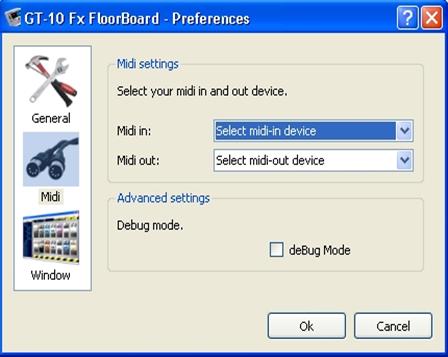 GT-10 Fx FloorBoard - Preferences
General
Midi
Window
Midi settings
Select your midi in and out device.
Midi in: Select midi-in device
Midi out: Select midi-out device
Advanced settings
Debug mode.
deBug Mode
Ok Cancel